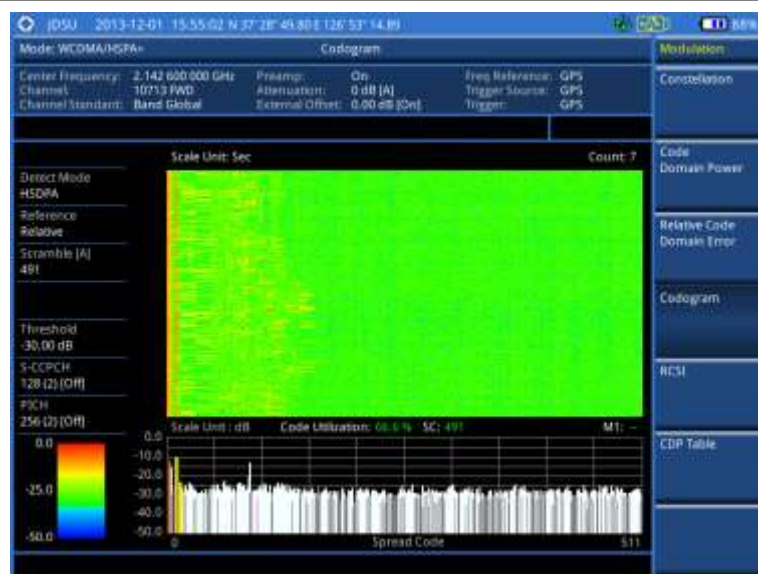 JDSU 2013-12-01 15:55:02 N 37° 28' 49.80 E 126° 53' 14.89
Mode: WCDMA/HSPA+ Codogram Modulation
Center Frequency: 2.142 600 000 GHz Preamp: On Freq Reference: GPS
Channel: 10713 FWD Attenuation: 0 dB [A] Trigger Source: GPS
Channel Standard: Band Global External Offset: 0.00 dB [On] Trigger: GPS
Constellation
Scale Unit: Sec Count: 7
Code
Domain Power
Detect Mode
HSDPA
Reference
Relative
Relative Code
Domain Error
Scramble [A]
491
Codogram
Threshold
-30.00 dB
S-CCPCH
128 (2) [Off]
RCSI
PICH
256 (2) [Off]
Scale Unit : dB Code Utilization: SC: 491 M1: --
CDP Table
0.0
-25.0
-50.0
0.0
-10.0
-20.0
-30.0
-40.0
-50.0
0 Spread Code 511